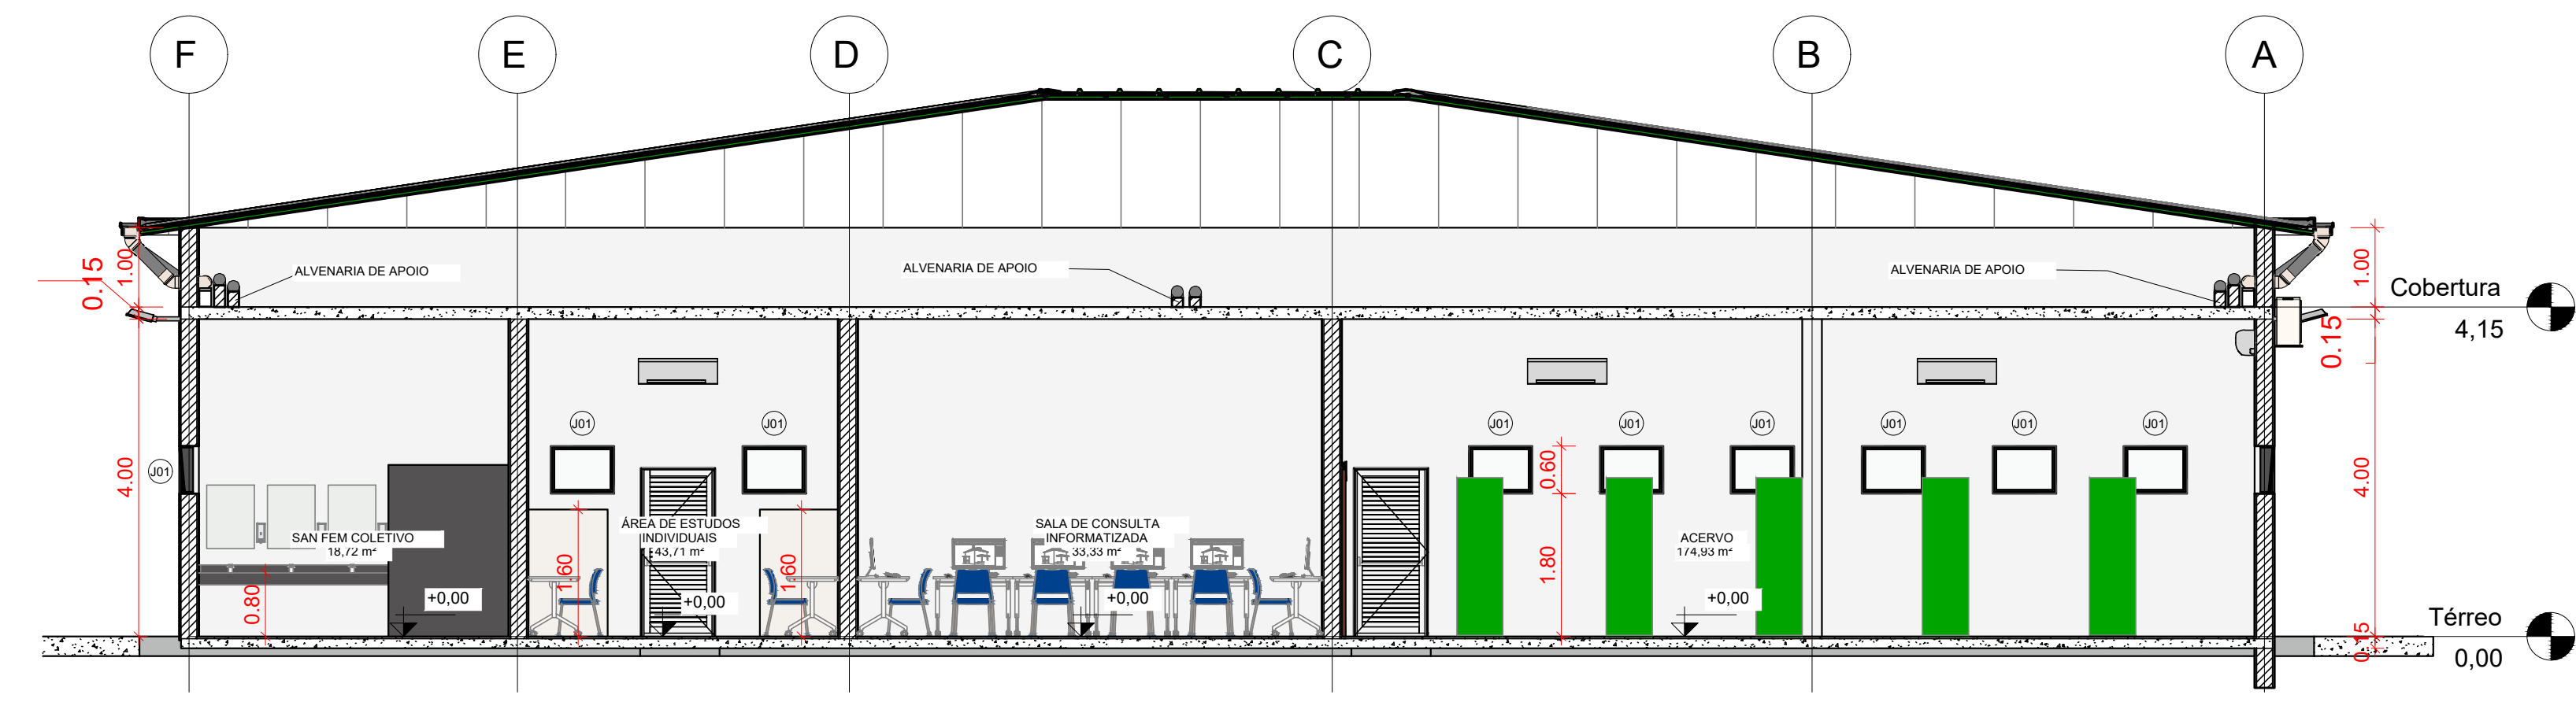 F E D C B A
ALVENARIA DE APOIO
ALVENARIA DE APOIO
ALVENARIA DE APOIO
0.15
1.00
1.00
Cobertura
4,15
0.15
J01
J01
J01
J01
J01
J01
J01
J01
J01
4.00
4.00
0.60
SAN FEM COLETIVO
18,72 m²
ÁREA DE ESTUDOS
INDIVIDUAIS
43,71 m²
SALA DE CONSULTA
INFORMATIZADA
33,33 m²
ACERVO
174,93 m²
0.80
1.60
1.60
1.80
+0,00
+0,00
+0,00
+0,00
Térreo
0,00
0.15